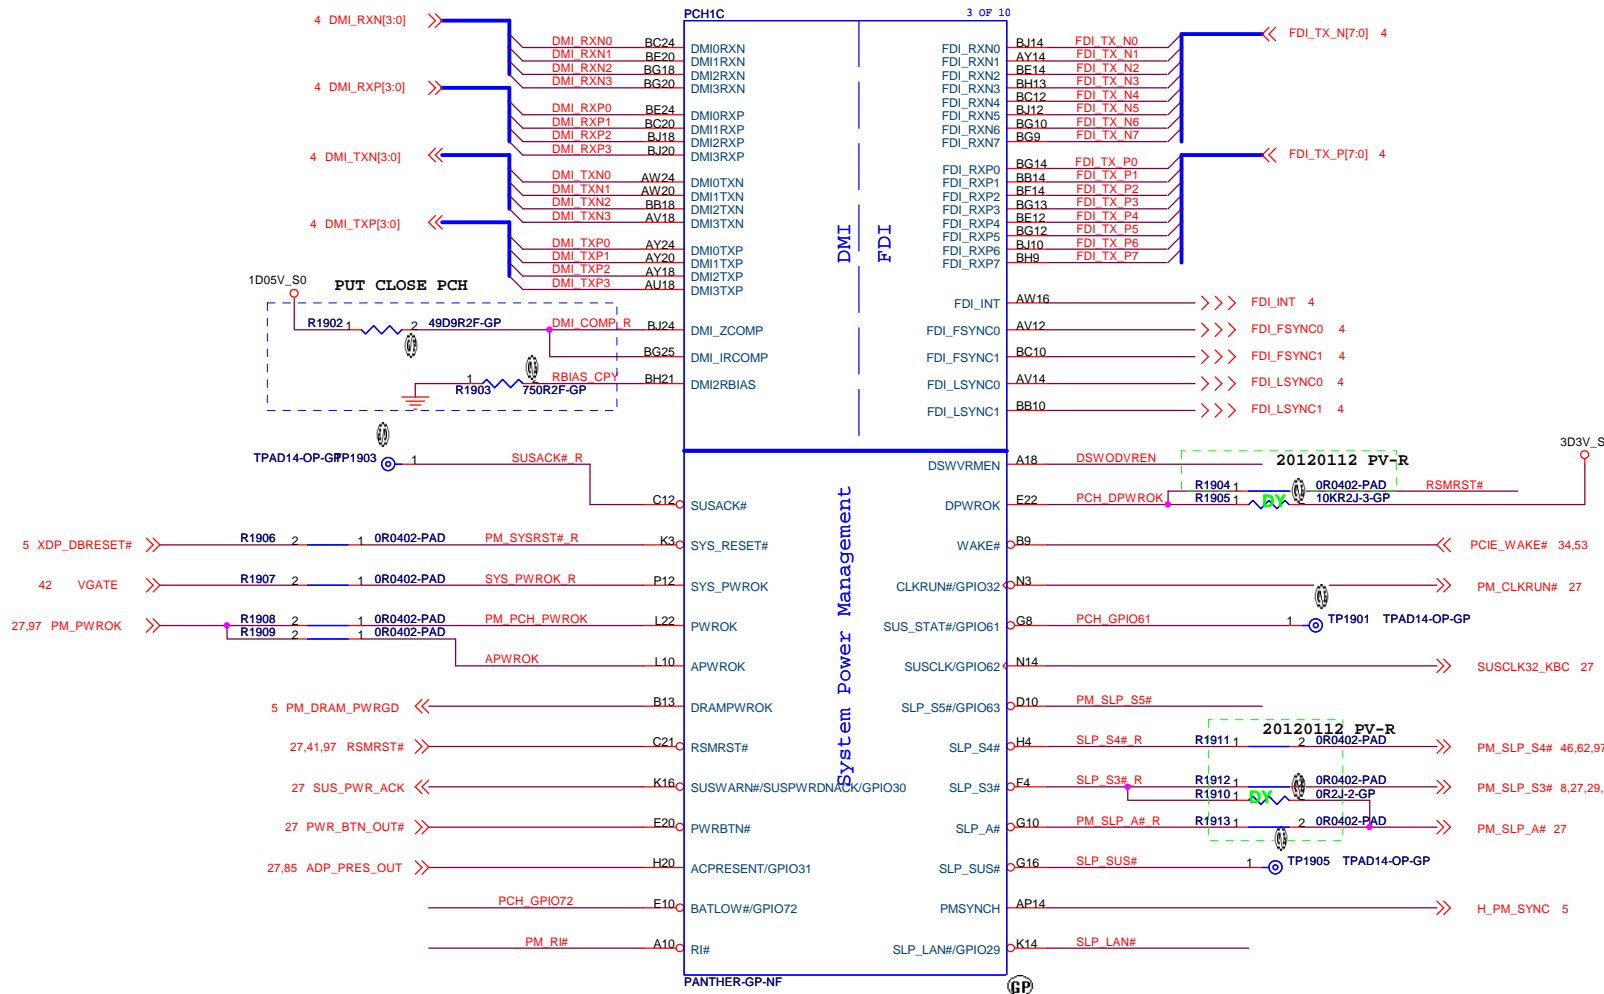 PCH1C
3 OF 10
4 DMI_RXN[3:0]
DMI_RXN0 BC24 DMI0RXN
DMI_RXN1 BE20 DMI1RXN
DMI_RXN2 BG18 DMI2RXN
DMI_RXN3 BG20 DMI3RXN
4 DMI_RXP[3:0]
DMI_RXP0 BE24 DMI0RXP
DMI_RXP1 BC20 DMI1RXP
DMI_RXP2 BJ18 DMI2RXP
DMI_RXP3 BJ20 DMI3RXP
4 DMI_TXN[3:0]
DMI_TXN0 AW24 DMI0TXN
DMI_TXN1 AW20 DMI1TXN
DMI_TXN2 BB18 DMI2TXN
DMI_TXN3 AV18 DMI3TXN
4 DMI_TXP[3:0]
DMI_TXP0 AY24 DMI0TXP
DMI_TXP1 AY20 DMI1TXP
DMI_TXP2 AY18 DMI2TXP
DMI_TXP3 AU18 DMI3TXP
1D05V_S0
PUT CLOSE PCH
R1902 1 2 49D9R2F-GP DMI_COMP_R BJ24 DMI_ZCOMP
BG25 DMI_IRCOMP
R1903 1 2 750R2F-GP RBIAS_CPY BH21 DMI2RBIAS
DMI
FDI
FDI_RXN0 BJ14 FDI_TX_N0
FDI_RXN1 AY14 FDI_TX_N1
FDI_RXN2 BE14 FDI_TX_N2
FDI_RXN3 BH13 FDI_TX_N3
FDI_RXN4 BC12 FDI_TX_N4
FDI_RXN5 BJ12 FDI_TX_N5
FDI_RXN6 BG10 FDI_TX_N6
FDI_RXN7 BG9 FDI_TX_N7
FDI_TX_N[7:0] 4
FDI_RXP0 BG14 FDI_TX_P0
FDI_RXP1 BB14 FDI_TX_P1
FDI_RXP2 BF14 FDI_TX_P2
FDI_RXP3 BG13 FDI_TX_P3
FDI_RXP4 BE12 FDI_TX_P4
FDI_RXP5 BG12 FDI_TX_P5
FDI_RXP6 BJ10 FDI_TX_P6
FDI_RXP7 BH9 FDI_TX_P7
FDI_TX_P[7:0] 4
FDI_INT AW16 FDI_INT 4
FDI_FSYNC0 AV12 FDI_FSYNC0 4
FDI_FSYNC1 BC10 FDI_FSYNC1 4
FDI_LSYNC0 AV14 FDI_LSYNC0 4
FDI_LSYNC1 BB10 FDI_LSYNC1 4
System Power Management
TPAD14-OP-GP TP1903 1 SUSACK#_R C12 SUSACK#
5 XDP_DBRESET# R1906 2 1 0R0402-PAD PM_SYSRST#_R K3 SYS_RESET#
42 VGATE R1907 2 1 0R0402-PAD SYS_PWROK_R P12 SYS_PWROK
27,97 PM_PWROK R1908 2 1 0R0402-PAD PM_PCH_PWROK L22 PWROK
R1909 2 1 0R0402-PAD
APWROK L10 APWROK
5 PM_DRAM_PWRGD B13 DRAMPWROK
27,41,97 RSMRST# C21 RSMRST#
27 SUS_PWR_ACK K16 SUSWARN#/SUSPWRDNACK/GPIO30
27 PWR_BTN_OUT# E20 PWRBTN#
27,85 ADP_PRES_OUT H20 ACPRESENT/GPIO31
PCH_GPIO72 E10 BATLOW#/GPIO72
PM_RI# A10 RI#
3D3V_S
20120112 PV-R
DSWVRMEN A18 DSWODVREN
R1904 1 0R0402-PAD RSMRST#
DPWROK E22 PCH_DPWROK R1905 1 DY 10KR2J-3-GP
WAKE# B9 PCIE_WAKE# 34,53
CLKRUN#/GPIO32 N3 PM_CLKRUN# 27
SUS_STAT#/GPIO61 G8 PCH_GPIO61 1 TP1901 TPAD14-OP-GP
SUSCLK/GPIO62 N14 SUSCLK32_KBC 27
SLP_S5#/GPIO63 D10 PM_SLP_S5#
20120112 PV-R
SLP_S4# H4 SLP_S4#_R R1911 1 2 0R0402-PAD PM_SLP_S4# 46,62,97
SLP_S3# F4 SLP_S3#_R R1912 1 0R0402-PAD PM_SLP_S3# 8,27,29,
R1910 1 DY 2 0R2J-2-GP
SLP_A# G10 PM_SLP_A#_R R1913 1 2 0R0402-PAD PM_SLP_A# 27
SLP_SUS# G16 SLP_SUS# 1 TP1905 TPAD14-OP-GP
PMSYNCH AP14 H_PM_SYNC 5
SLP_LAN#/GPIO29 K14 SLP_LAN#
PANTHER-GP-NF
GP